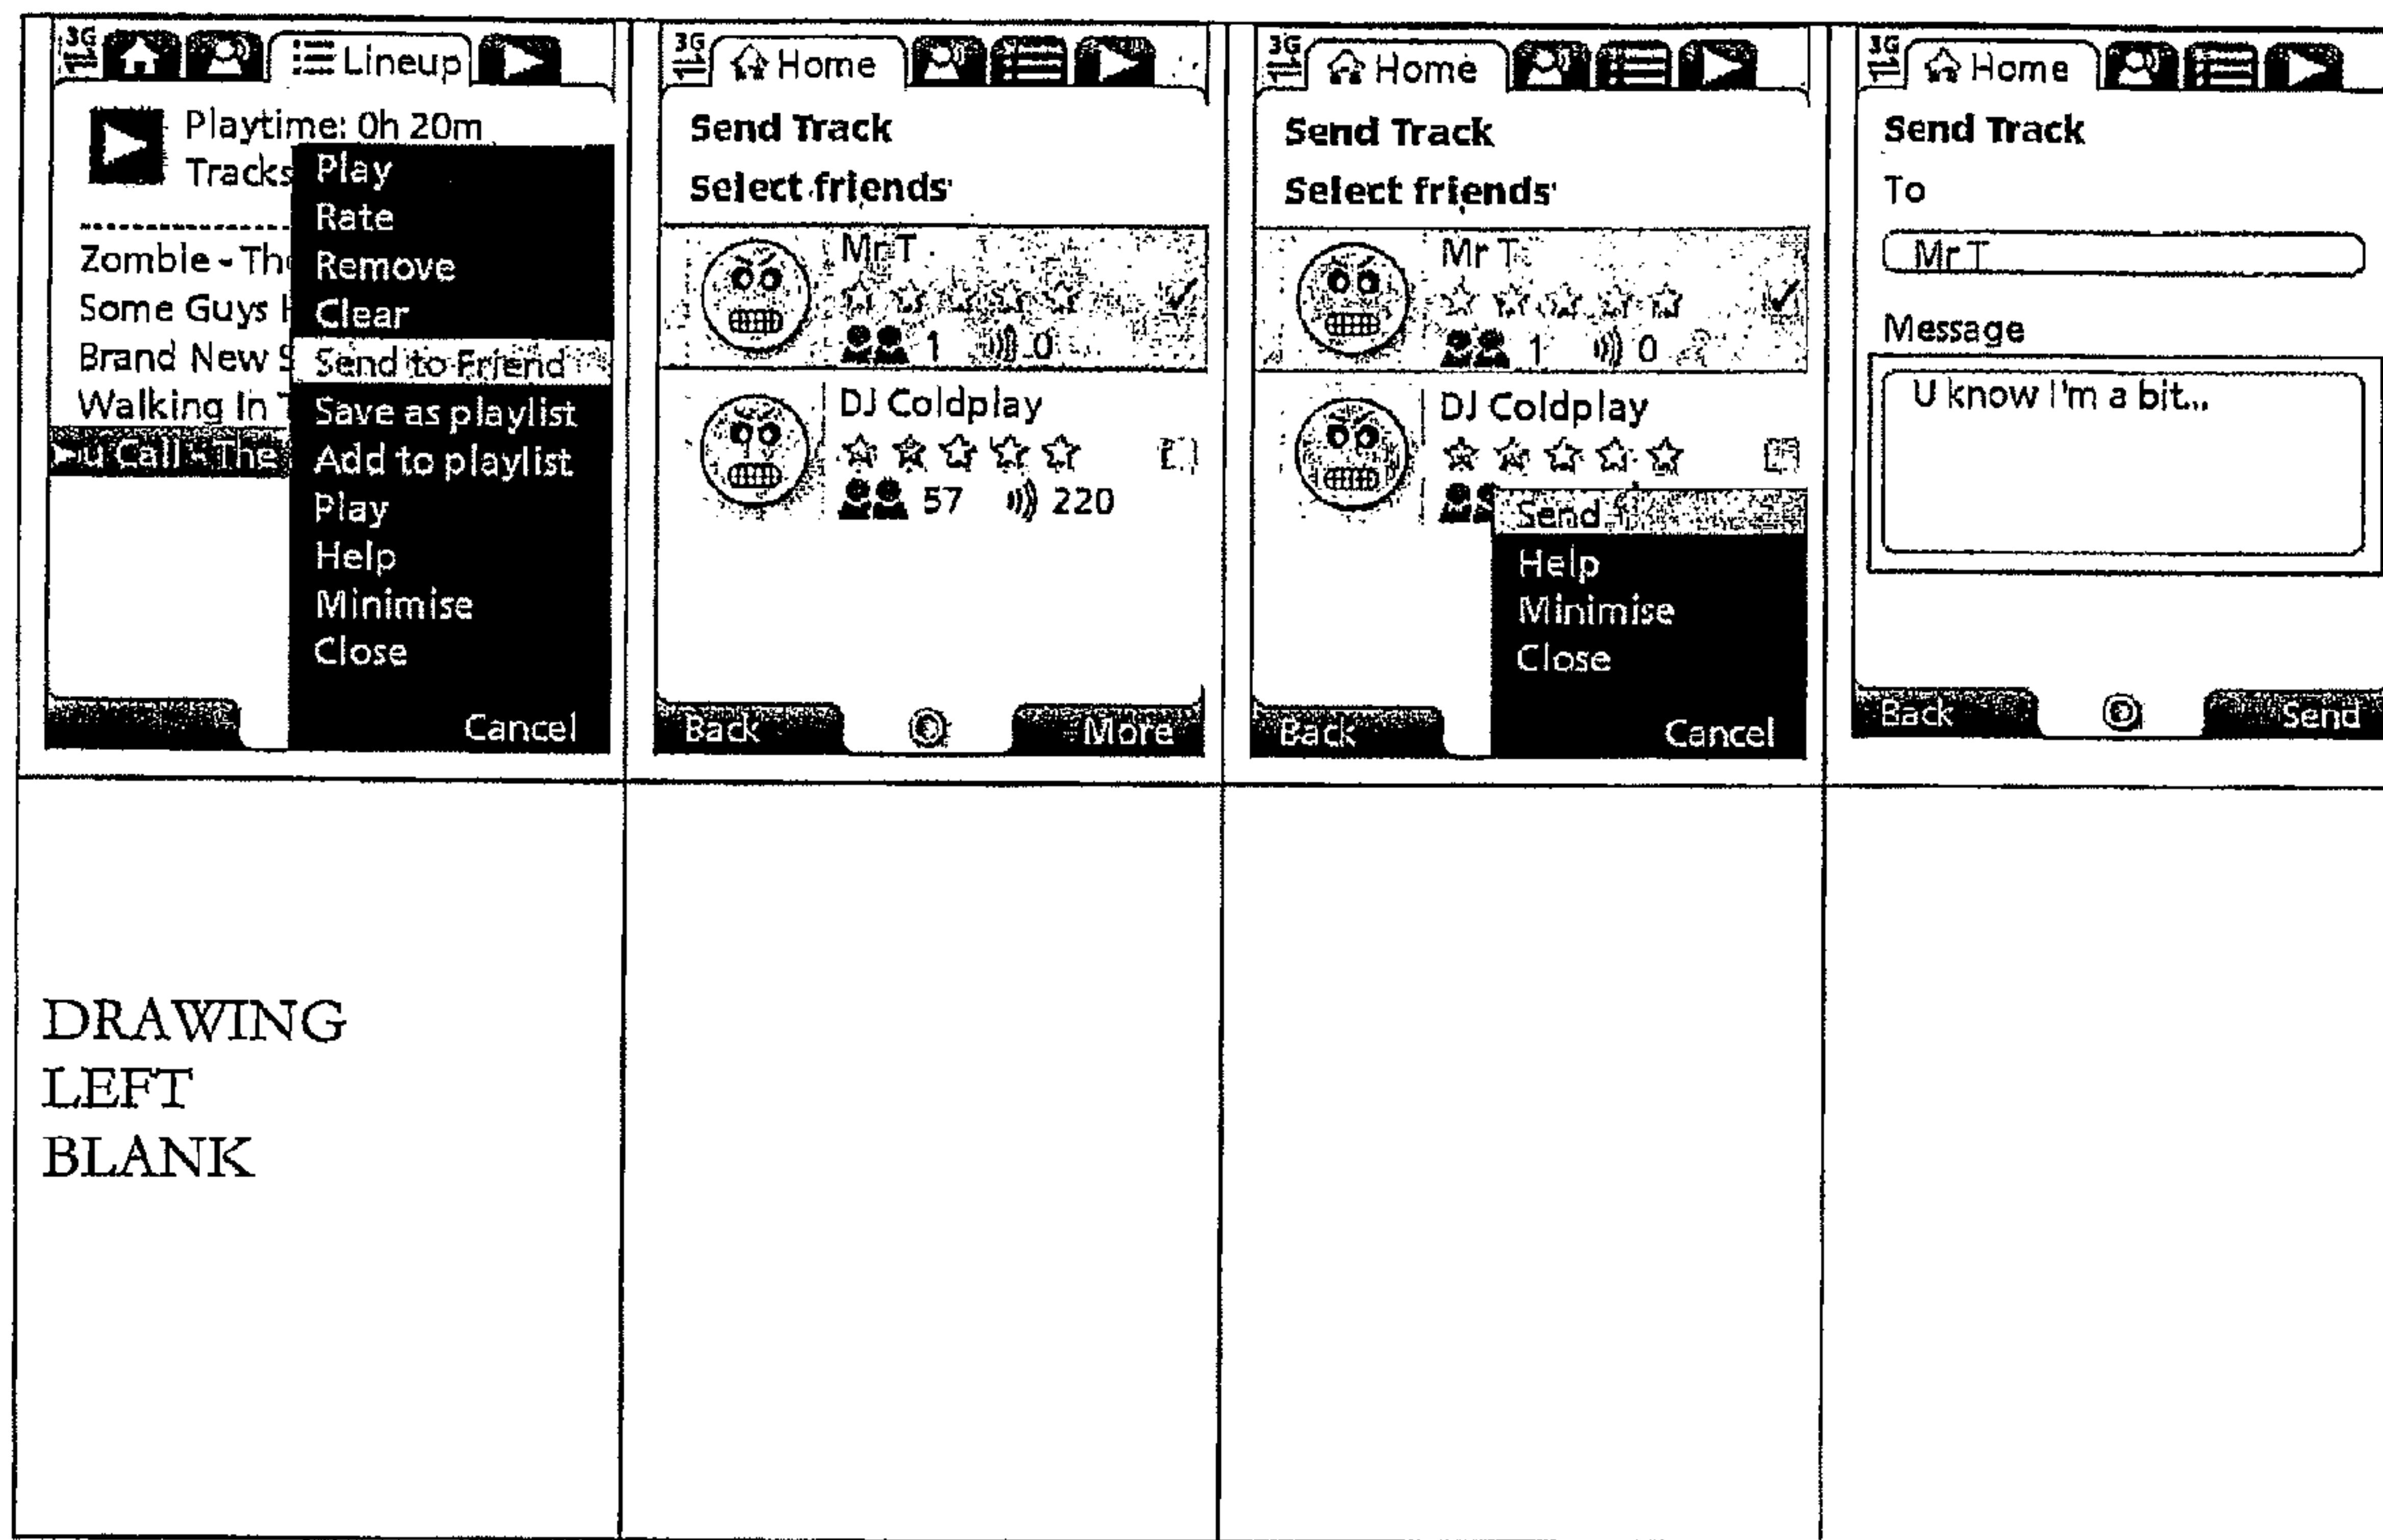 3G
Lineup
Playtime: 0h 20m
Tracks
Zombie - Th
Some Guys H
Brand New S
Walking In T
u Call - The
Play
Rate
Remove
Clear
Send to Friend
Save as playlist
Add to playlist
Play
Help
Minimise
Close
Cancel
3G
Home
Send Track
Select friends
Mr T
1 0
DJ Coldplay
57 220
Back More
3G
Home
Send Track
Select friends
Mr T
1 0
DJ Coldplay
Send
Help
Minimise
Close
Back Cancel
3G
Home
Send Track
To
Mr T
Message
U know I'm a bit...
Back Send
DRAWING
LEFT
BLANK